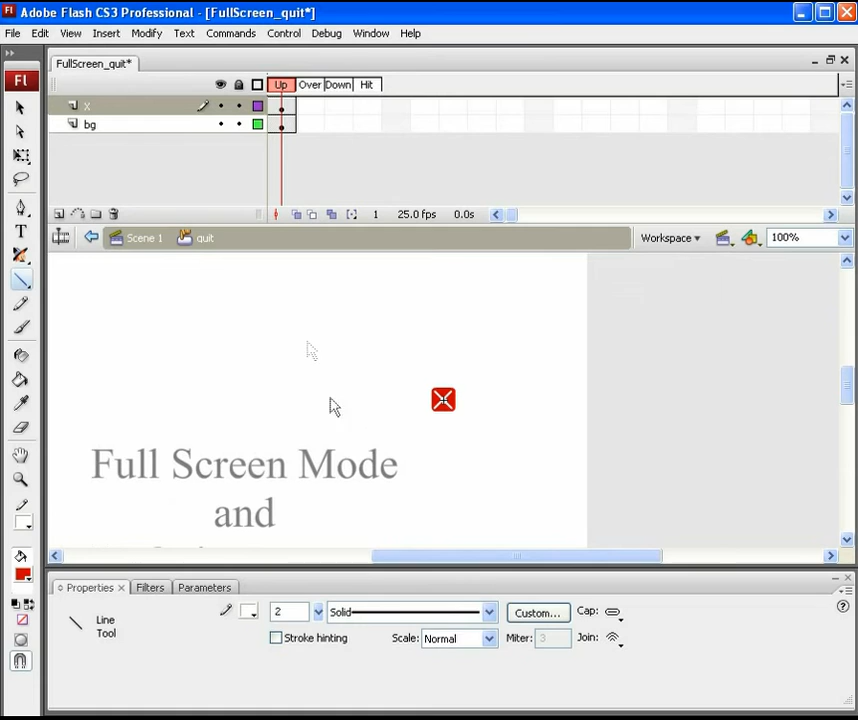 Adobe Flash CS3 Professional - [FullScreen_quit*]
File Edit View Insert Modify Text Commands Control Debug Window Help
FullScreen_quit*
Fl
Up Over Down Hit
x
bg
1 25.0 fps 0.0s
Scene 1 quit Workspace 100%
Full Screen Mode
and
Properties Filters Parameters
Line
Tool
2 Solid Custom... Cap:
Stroke hinting Scale: Normal Miter: 3 Join: